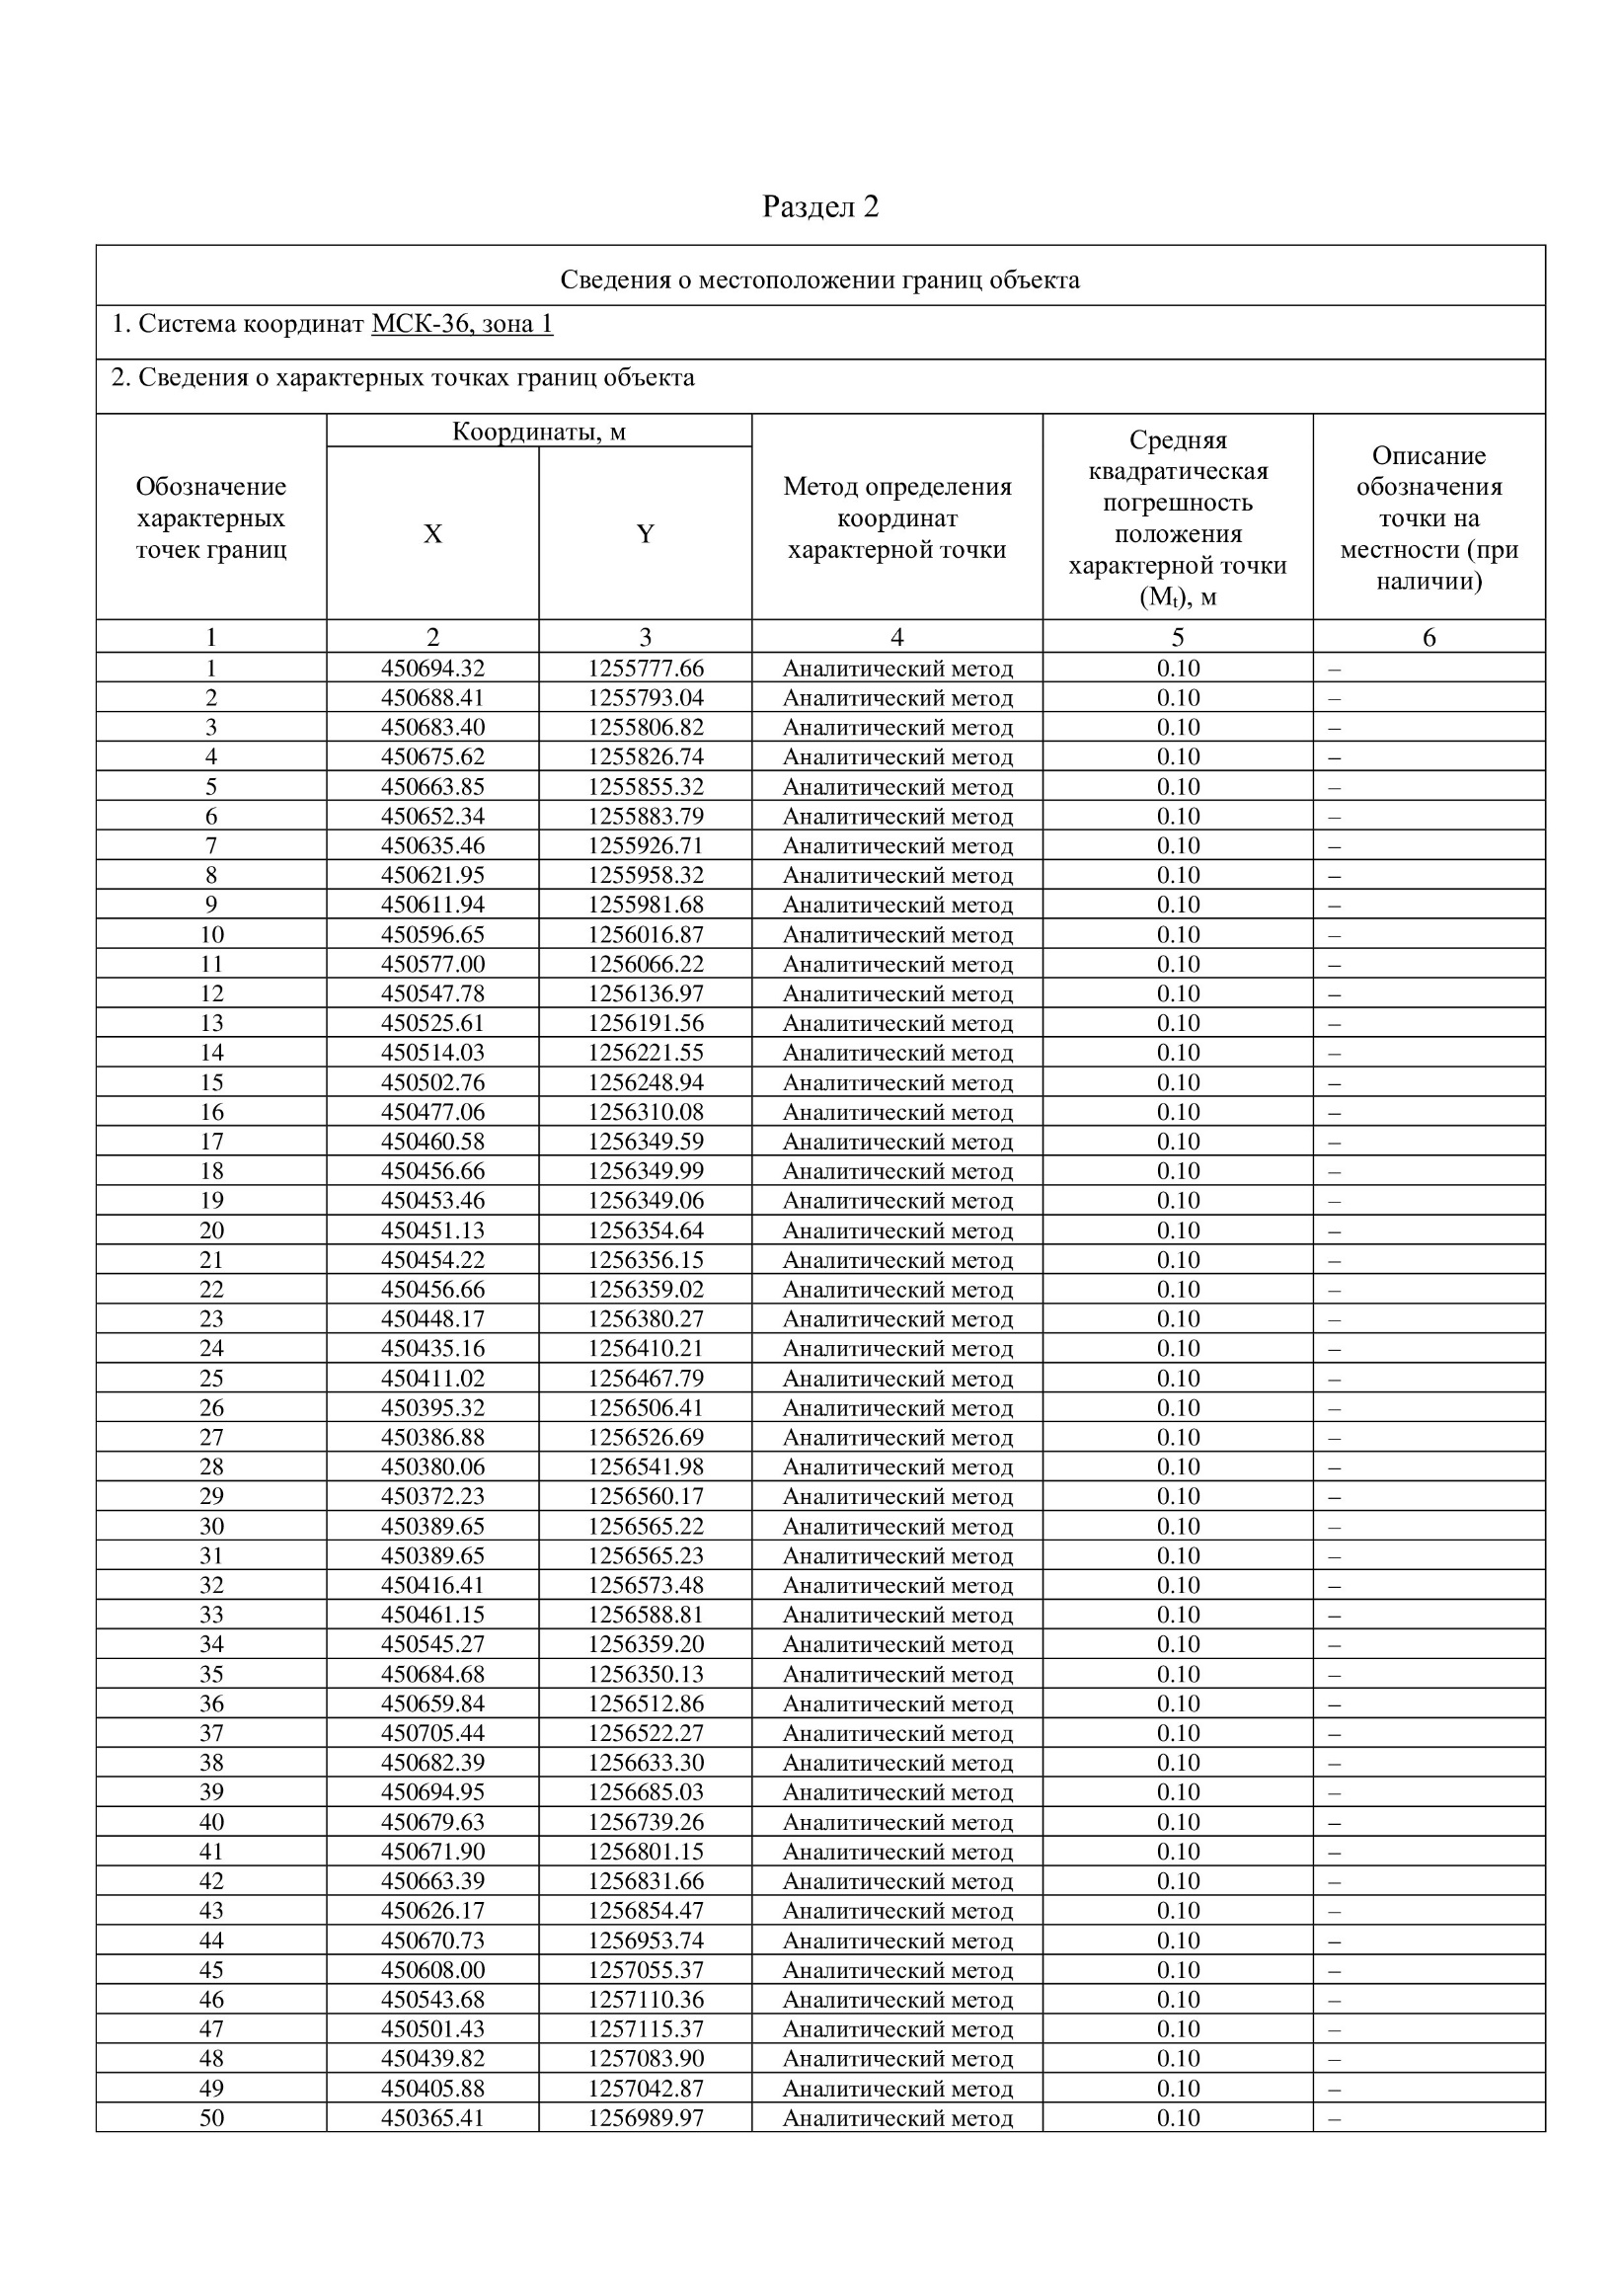 Раздел 2
Сведения о местоположении границ объекта
1. Система координат МСК-36, зона 1
2. Сведения о характерных точках границ объекта
Обозначение характерных точек границ
Координаты, м
X
Y
Метод определения координат характерной точки
Средняя квадратическая погрешность положения характерной точки (Mt), м
Описание обозначения точки на местности (при наличии)
1 2 3 4 5 6
1 450694.32 1255777.66 Аналитический метод 0.10 –
2 450688.41 1255793.04 Аналитический метод 0.10 –
3 450683.40 1255806.82 Аналитический метод 0.10 –
4 450675.62 1255826.74 Аналитический метод 0.10 –
5 450663.85 1255855.32 Аналитический метод 0.10 –
6 450652.34 1255883.79 Аналитический метод 0.10 –
7 450635.46 1255926.71 Аналитический метод 0.10 –
8 450621.95 1255958.32 Аналитический метод 0.10 –
9 450611.94 1255981.68 Аналитический метод 0.10 –
10 450596.65 1256016.87 Аналитический метод 0.10 –
11 450577.00 1256066.22 Аналитический метод 0.10 –
12 450547.78 1256136.97 Аналитический метод 0.10 –
13 450525.61 1256191.56 Аналитический метод 0.10 –
14 450514.03 1256221.55 Аналитический метод 0.10 –
15 450502.76 1256248.94 Аналитический метод 0.10 –
16 450477.06 1256310.08 Аналитический метод 0.10 –
17 450460.58 1256349.59 Аналитический метод 0.10 –
18 450456.66 1256349.99 Аналитический метод 0.10 –
19 450453.46 1256349.06 Аналитический метод 0.10 –
20 450451.13 1256354.64 Аналитический метод 0.10 –
21 450454.22 1256356.15 Аналитический метод 0.10 –
22 450456.66 1256359.02 Аналитический метод 0.10 –
23 450448.17 1256380.27 Аналитический метод 0.10 –
24 450435.16 1256410.21 Аналитический метод 0.10 –
25 450411.02 1256467.79 Аналитический метод 0.10 –
26 450395.32 1256506.41 Аналитический метод 0.10 –
27 450386.88 1256526.69 Аналитический метод 0.10 –
28 450380.06 1256541.98 Аналитический метод 0.10 –
29 450372.23 1256560.17 Аналитический метод 0.10 –
30 450389.65 1256565.22 Аналитический метод 0.10 –
31 450389.65 1256565.23 Аналитический метод 0.10 –
32 450416.41 1256573.48 Аналитический метод 0.10 –
33 450461.15 1256588.81 Аналитический метод 0.10 –
34 450545.27 1256359.20 Аналитический метод 0.10 –
35 450684.68 1256350.13 Аналитический метод 0.10 –
36 450659.84 1256512.86 Аналитический метод 0.10 –
37 450705.44 1256522.27 Аналитический метод 0.10 –
38 450682.39 1256633.30 Аналитический метод 0.10 –
39 450694.95 1256685.03 Аналитический метод 0.10 –
40 450679.63 1256739.26 Аналитический метод 0.10 –
41 450671.90 1256801.15 Аналитический метод 0.10 –
42 450663.39 1256831.66 Аналитический метод 0.10 –
43 450626.17 1256854.47 Аналитический метод 0.10 –
44 450670.73 1256953.74 Аналитический метод 0.10 –
45 450608.00 1257055.37 Аналитический метод 0.10 –
46 450543.68 1257110.36 Аналитический метод 0.10 –
47 450501.43 1257115.37 Аналитический метод 0.10 –
48 450439.82 1257083.90 Аналитический метод 0.10 –
49 450405.88 1257042.87 Аналитический метод 0.10 –
50 450365.41 1256989.97 Аналитический метод 0.10 –